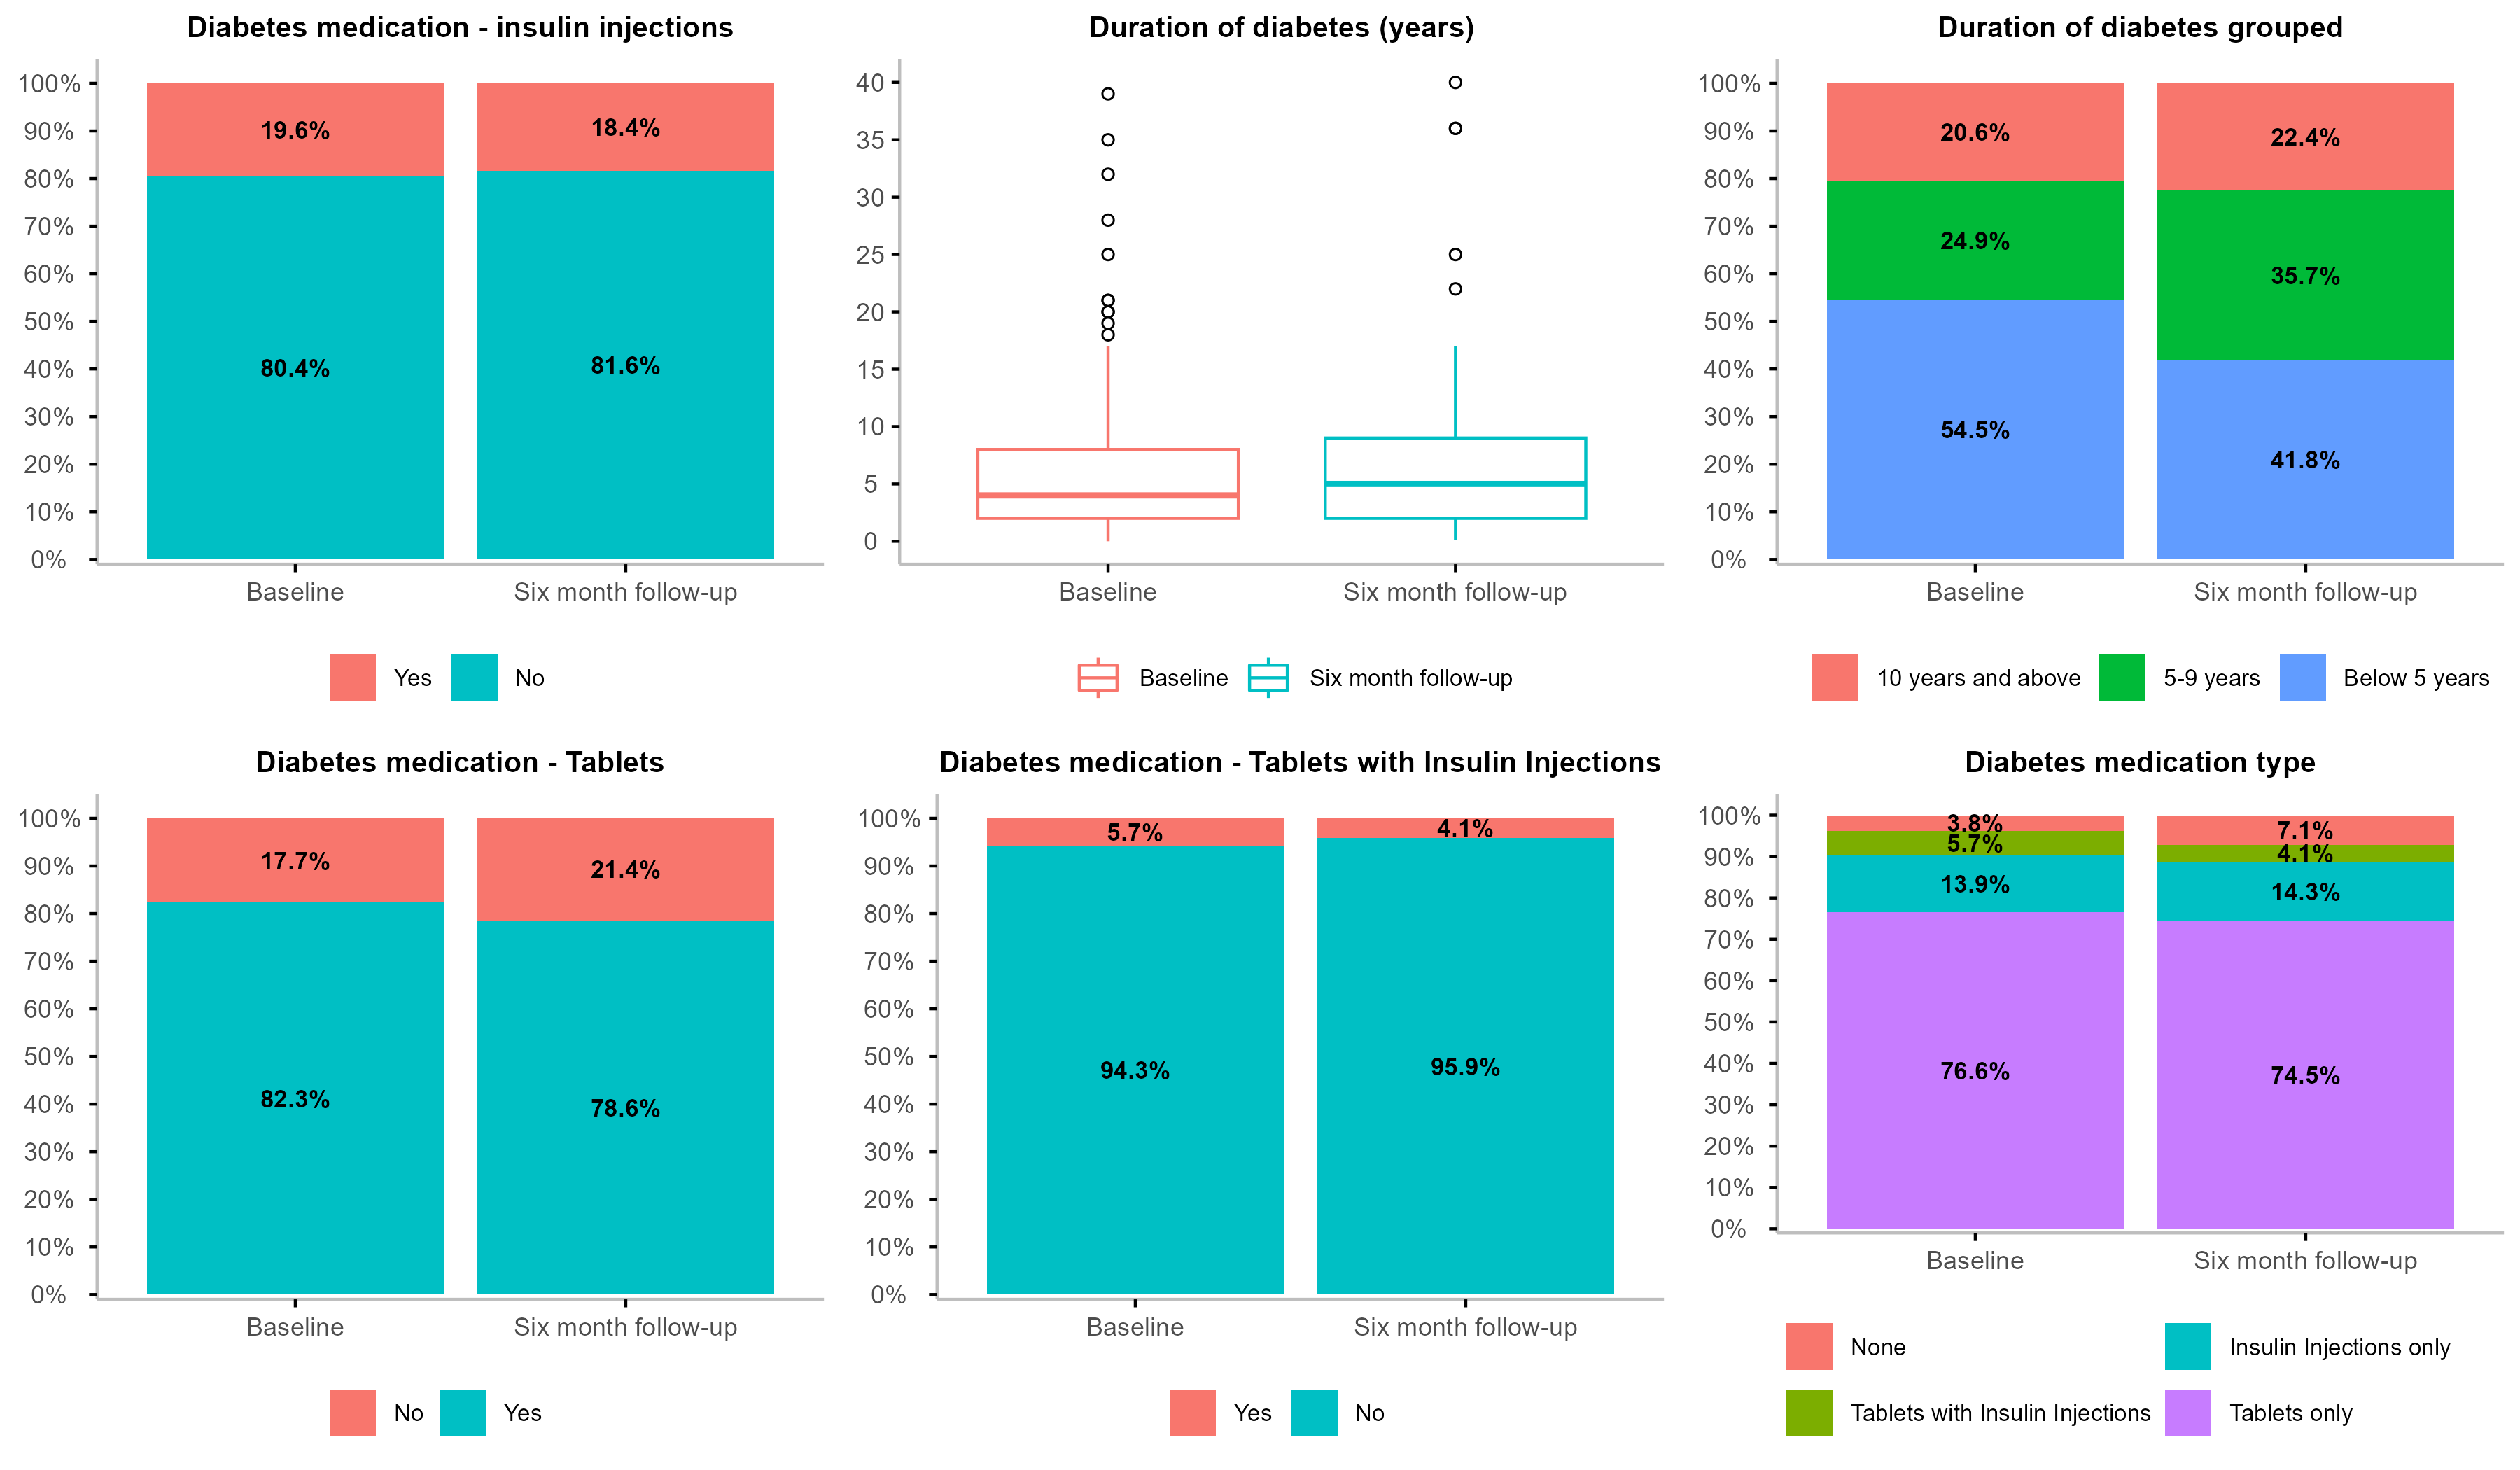 Diabetes medication - insulin injections
100%
90%
80%
70%
60%
50%
40%
30%
20%
10%
0%
19.6%
18.4%
80.4%
81.6%
Baseline
Six month follow-up
Yes
No
Duration of diabetes (years)
40
35
30
25
20
15
10
5
0
Baseline
Six month follow-up
Baseline
Six month follow-up
Duration of diabetes grouped
100%
90%
80%
70%
60%
50%
40%
30%
20%
10%
0%
20.6%
22.4%
24.9%
35.7%
54.5%
41.8%
Baseline
Six month follow-up
10 years and above
5-9 years
Below 5 years
Diabetes medication - Tablets
100%
90%
80%
70%
60%
50%
40%
30%
20%
10%
0%
17.7%
21.4%
82.3%
78.6%
Baseline
Six month follow-up
No
Yes
Diabetes medication - Tablets with Insulin Injections
100%
90%
80%
70%
60%
50%
40%
30%
20%
10%
0%
5.7%
4.1%
94.3%
95.9%
Baseline
Six month follow-up
Yes
No
Diabetes medication type
100%
90%
80%
70%
60%
50%
40%
30%
20%
10%
0%
3.8%
7.1%
5.7%
4.1%
13.9%
14.3%
76.6%
74.5%
Baseline
Six month follow-up
None
Insulin Injections only
Tablets with Insulin Injections
Tablets only